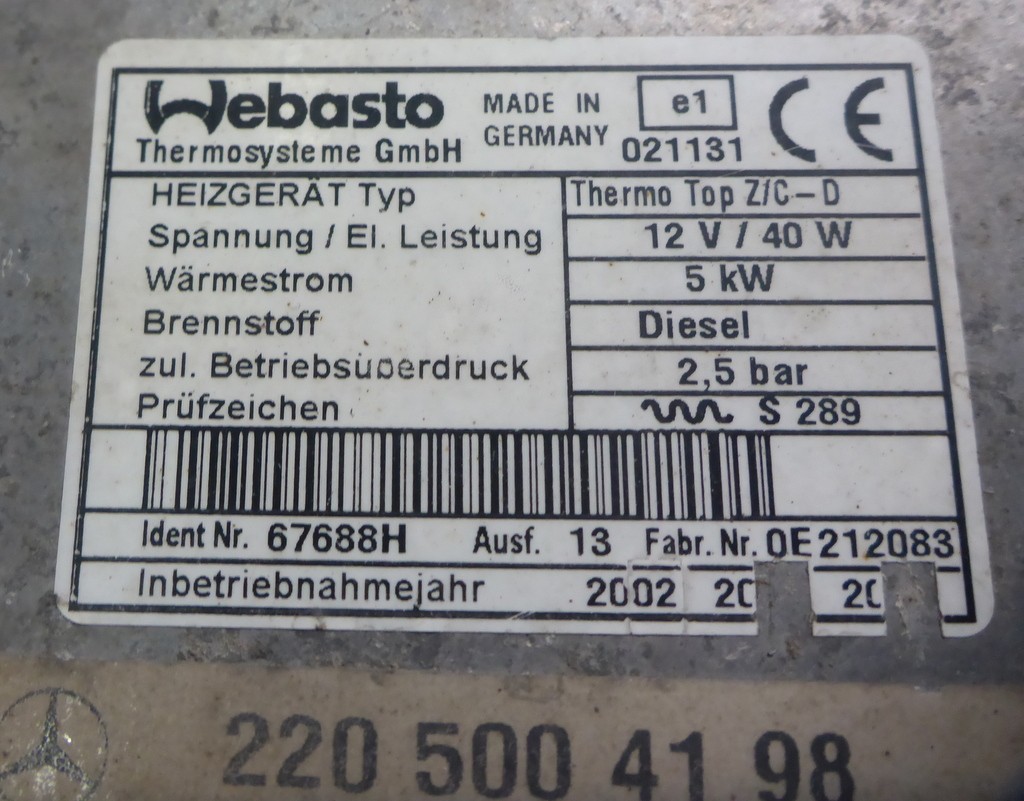 Webasto
Thermosysteme GmbH
MADE IN
GERMANY
e1
021131
CE
HEIZGERÄT Typ Thermo Top Z/C-D
Spannung / El. Leistung 12 V / 40 W
Wärmestrom 5 kW
Brennstoff Diesel
zul. Betriebsüberdruck 2,5 bar
Prüfzeichen S 289
Ident Nr. 67688H Ausf. 13 Fabr. Nr. 0E212083
Inbetriebnahmejahr 2002 20 20
220 500 41 98